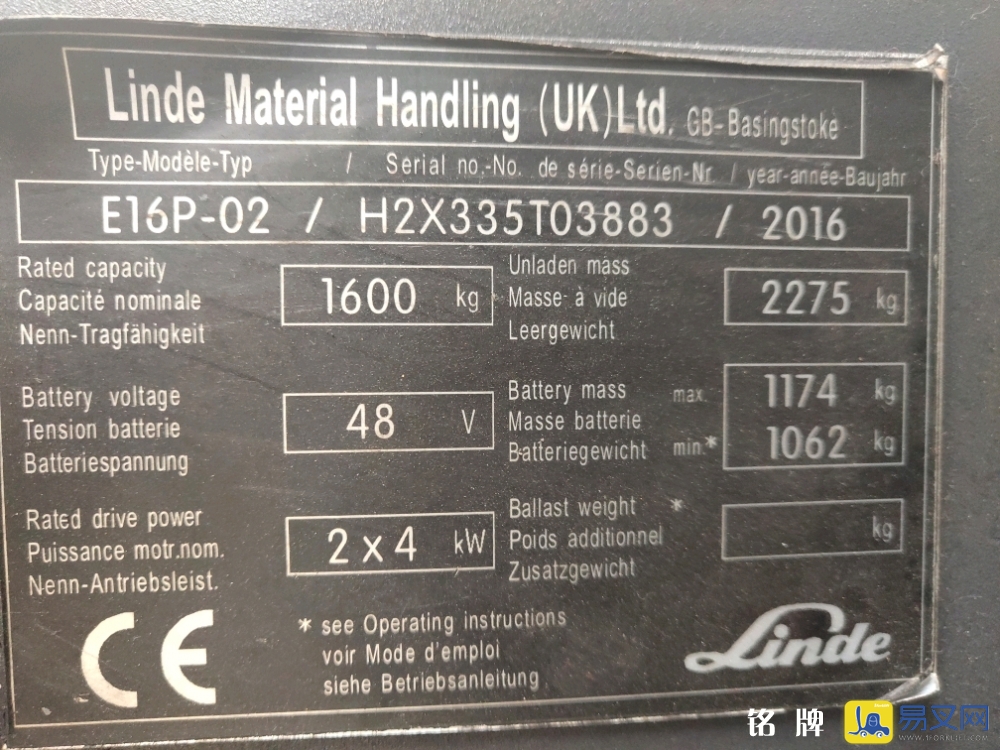 Linde Material Handling (UK)Ltd. GB-Basingstoke
Type-Modèle-Typ / Serial no.-No. de série-Serien-Nr. / year-année-Baujahr
E16P-02 / H2X335T03883 / 2016
Rated capacity
Capacité nominale
Nenn-Tragfähigkeit
1600 kg
Unladen mass
Masse à vide
Leergewicht
2275 kg
Battery voltage
Tension batterie
Batteriespannung
48 V
Battery mass max. 1174 kg
Masse batterie
Batteriegewicht min.* 1062 kg
Rated drive power
Puissance motr.nom.
Nenn-Antriebsleist.
2x4 kW
Ballast weight *
Poids additionnel
Zusatzgewicht
kg
CE
* see Operating instructions
voir Mode d'emploi
siehe Betriebsanleitung
Linde
铭牌
易叉网